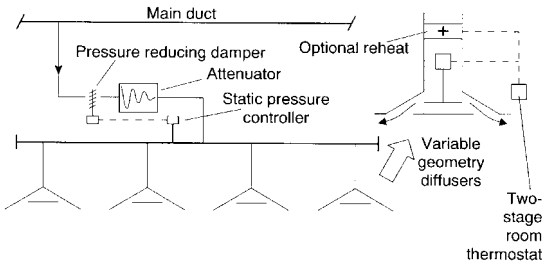 Main duct
Optional reheat
+
Pressure reducing damper
Attenuator
Static pressure
controller
Variable
geometry
diffusers
Two-
stage
room
thermostat